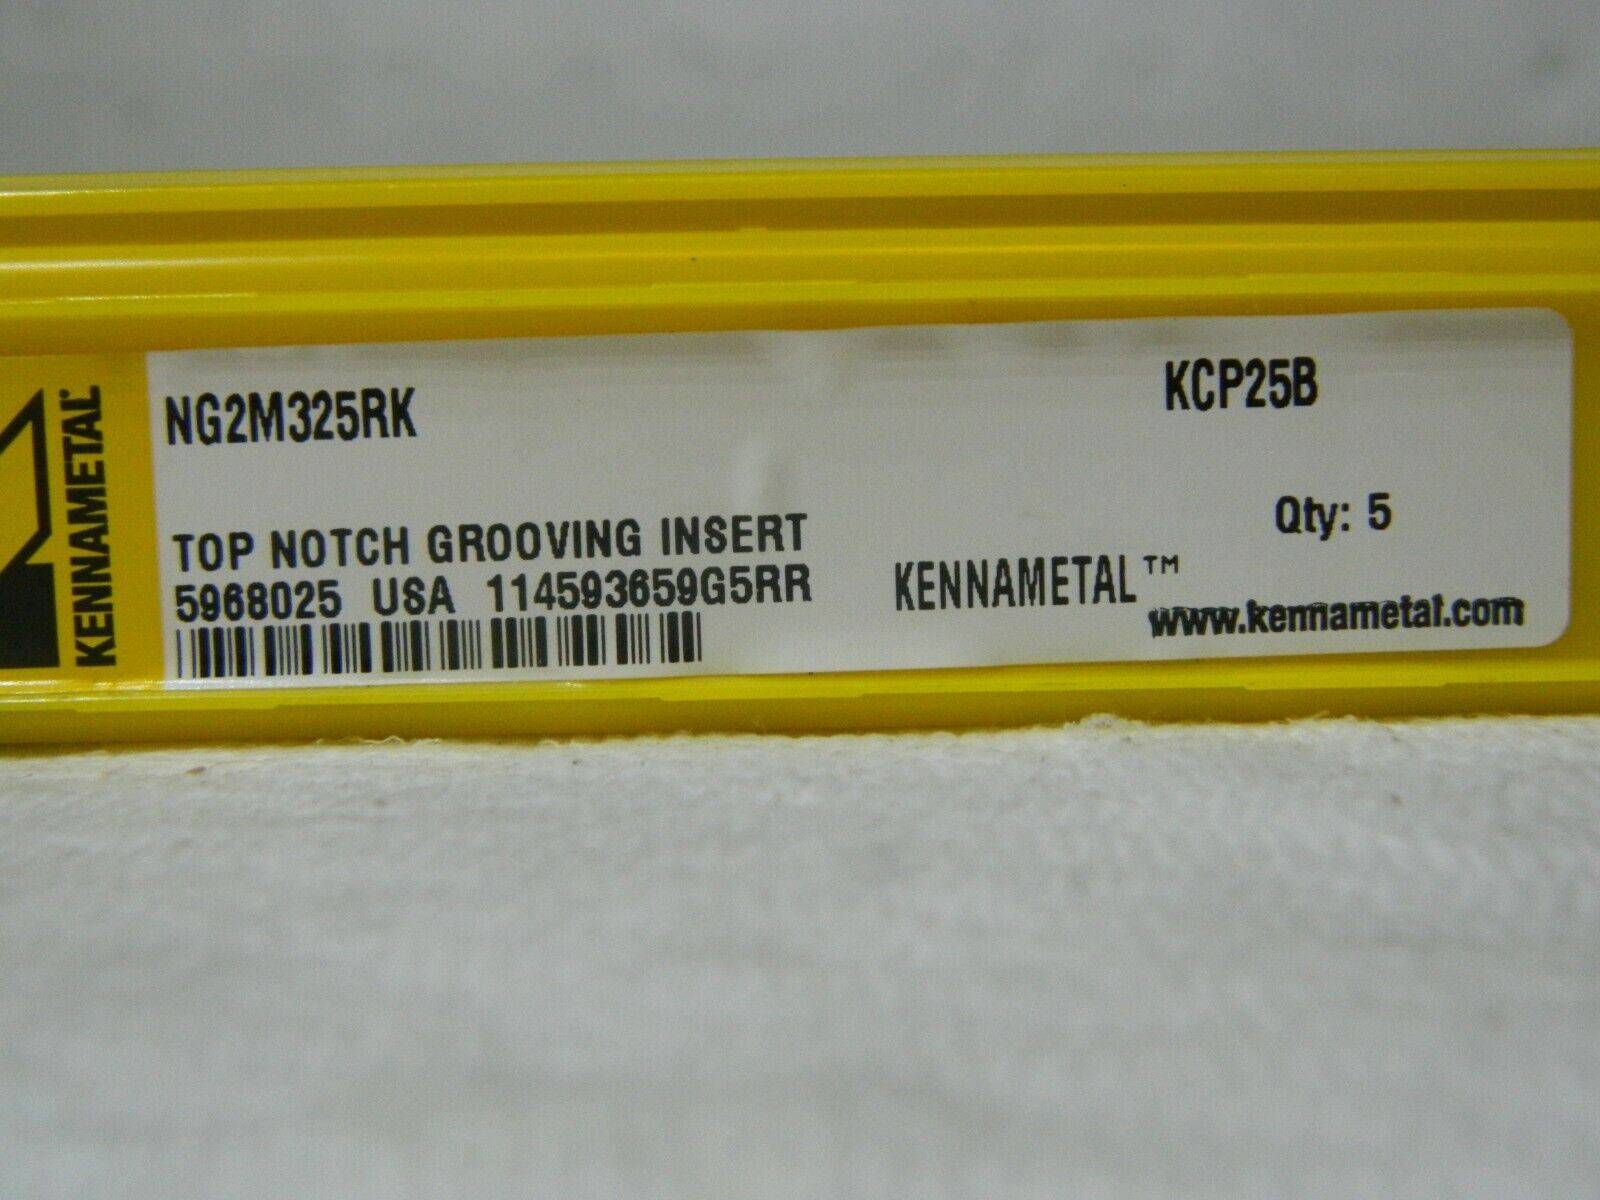 KENNAMETAL®
NG2M325RK
KCP25B
TOP NOTCH GROOVING INSERT
Qty: 5
5968025 USA 114593659G5RR
KENNAMETAL™
www.kennametal.com